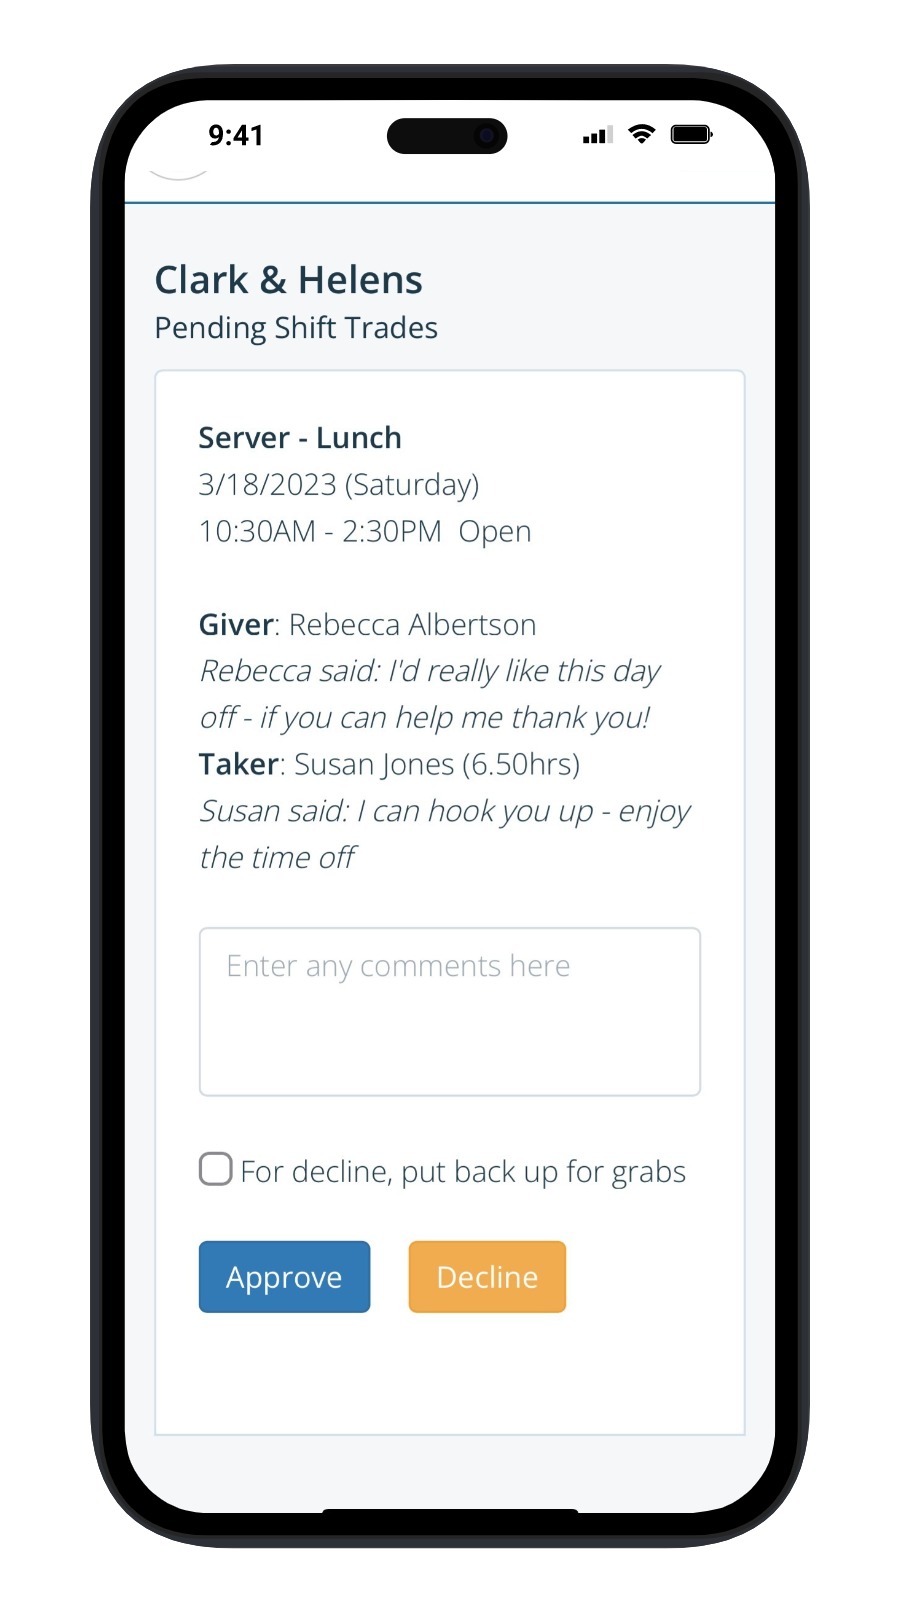 9:41
Clark & Helens
Pending Shift Trades
Server - Lunch
3/18/2023 (Saturday)
10:30AM - 2:30PM  Open
Giver: Rebecca Albertson
Rebecca said: I'd really like this day
off - if you can help me thank you!
Taker: Susan Jones (6.50hrs)
Susan said: I can hook you up - enjoy
the time off
Enter any comments here
For decline, put back up for grabs
Approve
Decline